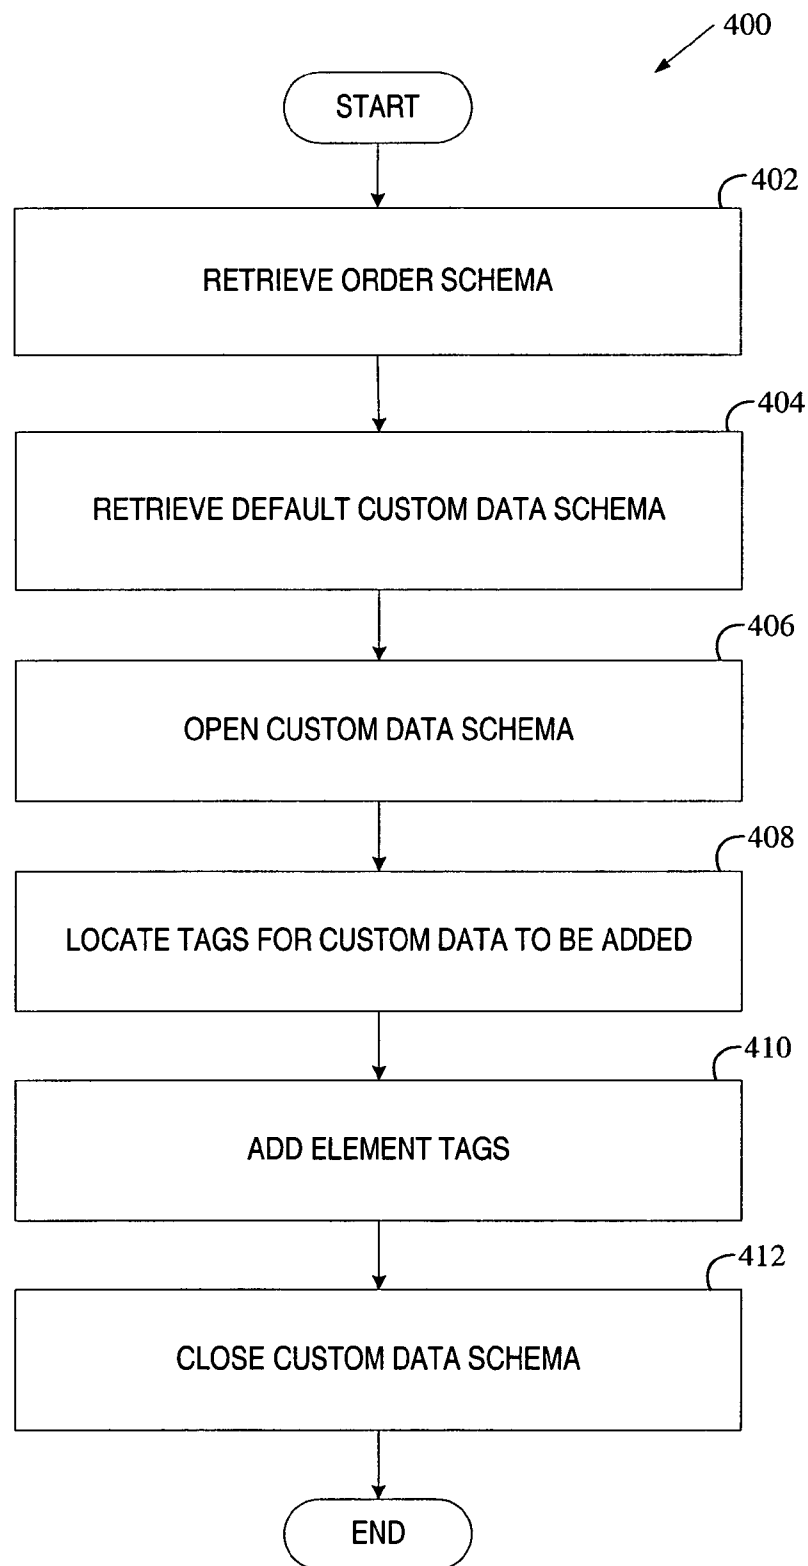 400
START
402
RETRIEVE ORDER SCHEMA
404
RETRIEVE DEFAULT CUSTOM DATA SCHEMA
406
OPEN CUSTOM DATA SCHEMA
408
LOCATE TAGS FOR CUSTOM DATA TO BE ADDED
410
ADD ELEMENT TAGS
412
CLOSE CUSTOM DATA SCHEMA
END